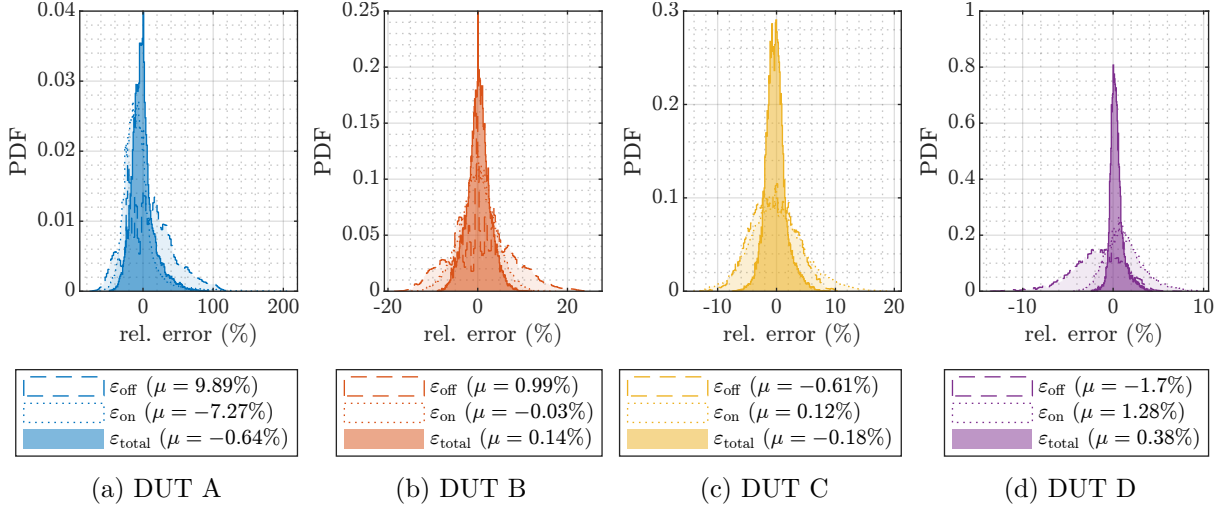 PDF
0.04
0.03
0.02
0.01
0
0 100 200
rel. error (%)
ε_off (μ = 9.89%)
ε_on (μ = −7.27%)
ε_total (μ = −0.64%)
(a) DUT A
PDF
0.25
0.2
0.15
0.1
0.05
0
−20 0 20
rel. error (%)
ε_off (μ = 0.99%)
ε_on (μ = −0.03%)
ε_total (μ = 0.14%)
(b) DUT B
PDF
0.3
0.2
0.1
0
−10 0 10 20
rel. error (%)
ε_off (μ = −0.61%)
ε_on (μ = 0.12%)
ε_total (μ = −0.18%)
(c) DUT C
PDF
1
0.8
0.6
0.4
0.2
0
−10 0 10
rel. error (%)
ε_off (μ = −1.7%)
ε_on (μ = 1.28%)
ε_total (μ = 0.38%)
(d) DUT D